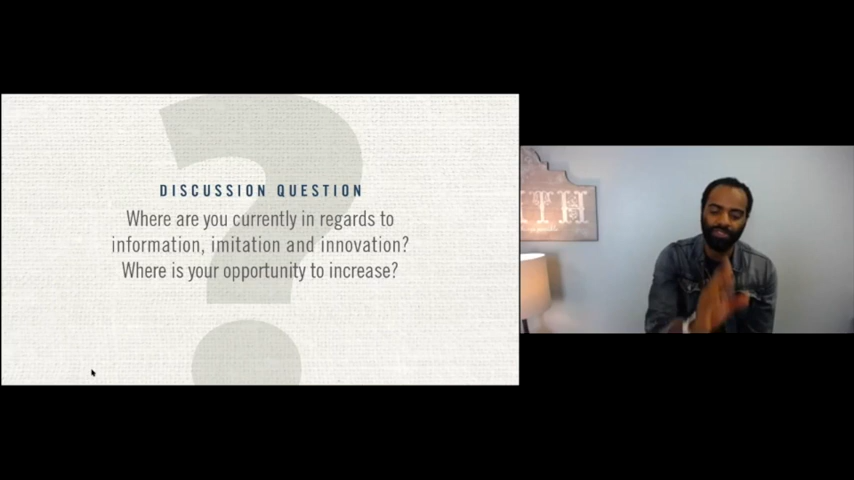 DISCUSSION QUESTION
Where are you currently in regards to
information, imitation and innovation?
Where is your opportunity to increase?
ITH